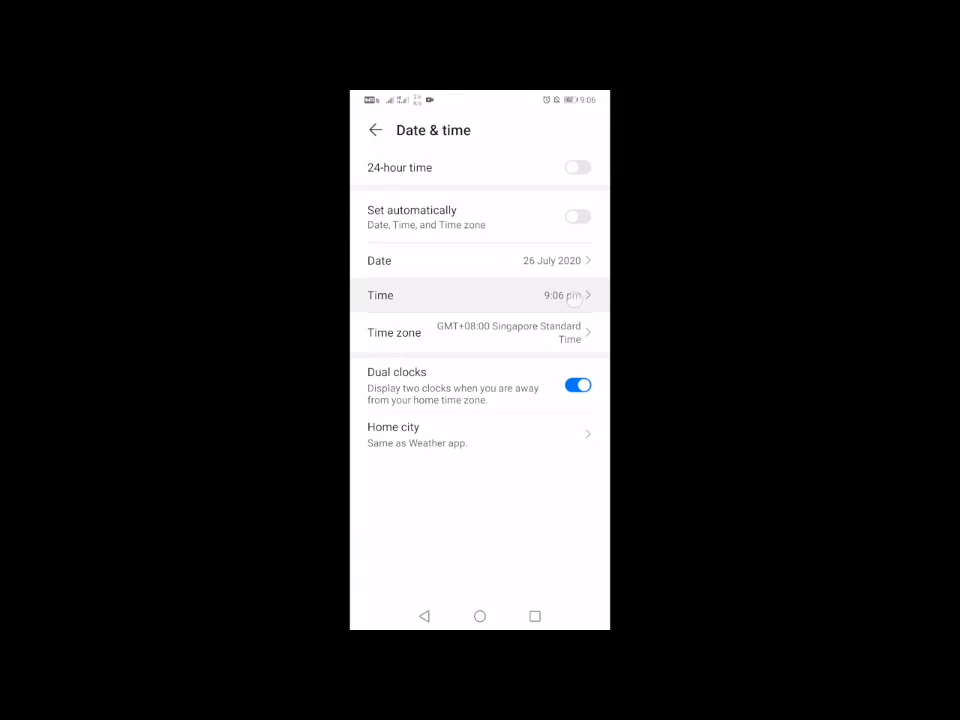 9:06
Date & time
24-hour time
Set automatically
Date, Time, and Time zone
Date 26 July 2020
Time 9:06 pm
Time zone GMT+08:00 Singapore Standard
Time
Dual clocks
Display two clocks when you are away
from your home time zone.
Home city
Same as Weather app.